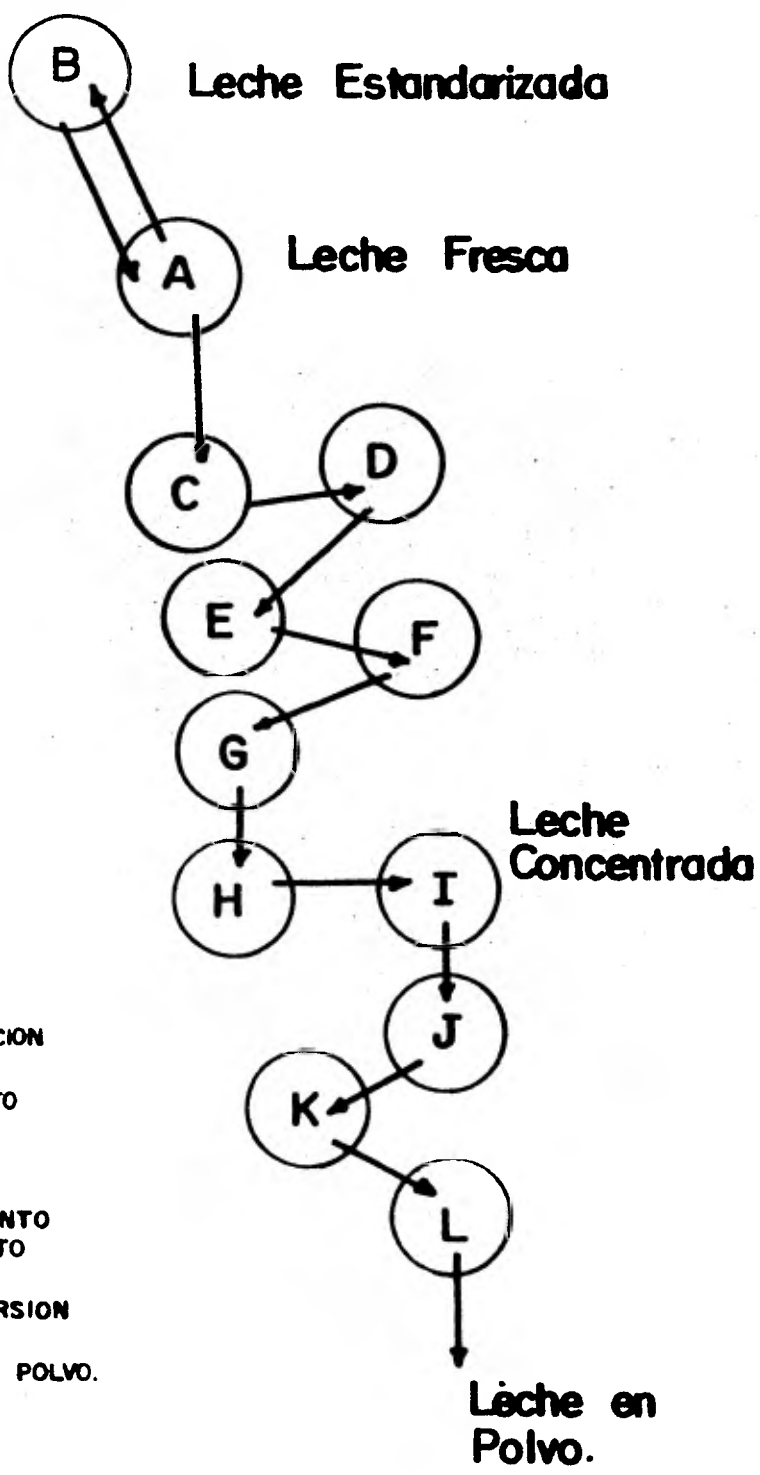 B
Leche Estandarizada
A
Leche Fresca
C
D
E
F
G
Leche
Concentrada
H
I
J
K
L
CION
TO
NTO
TO
RSION
POLVO.
Leche en
Polvo.